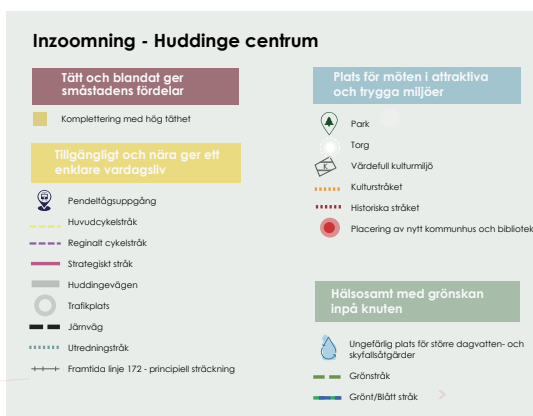 Inzoomning - Huddinge centrum
Tätt och blandat ger
småstadens fördelar
Komplettering med hög täthet
Tillgängligt och nära ger ett
enklare vardagsliv
Pendeltågsuppgång
Huvudcykelstråk
Reginalt cykelstråk
Strategiskt stråk
Huddingevägen
Trafikplats
Järnväg
Utredningstråk
Framtida linje 172 - principiell sträckning
Plats för möten i attraktiva
och trygga miljöer
Park
Torg
K
Värdefull kulturmiljö
Kulturstråket
Historiska stråket
Placering av nytt kommunhus och bibliotek
Hälsosamt med grönskan
inpå knuten
Ungefärlig plats för större dagvatten- och
skyfallsåtgärder
Grönstråk
Grönt/Blått stråk